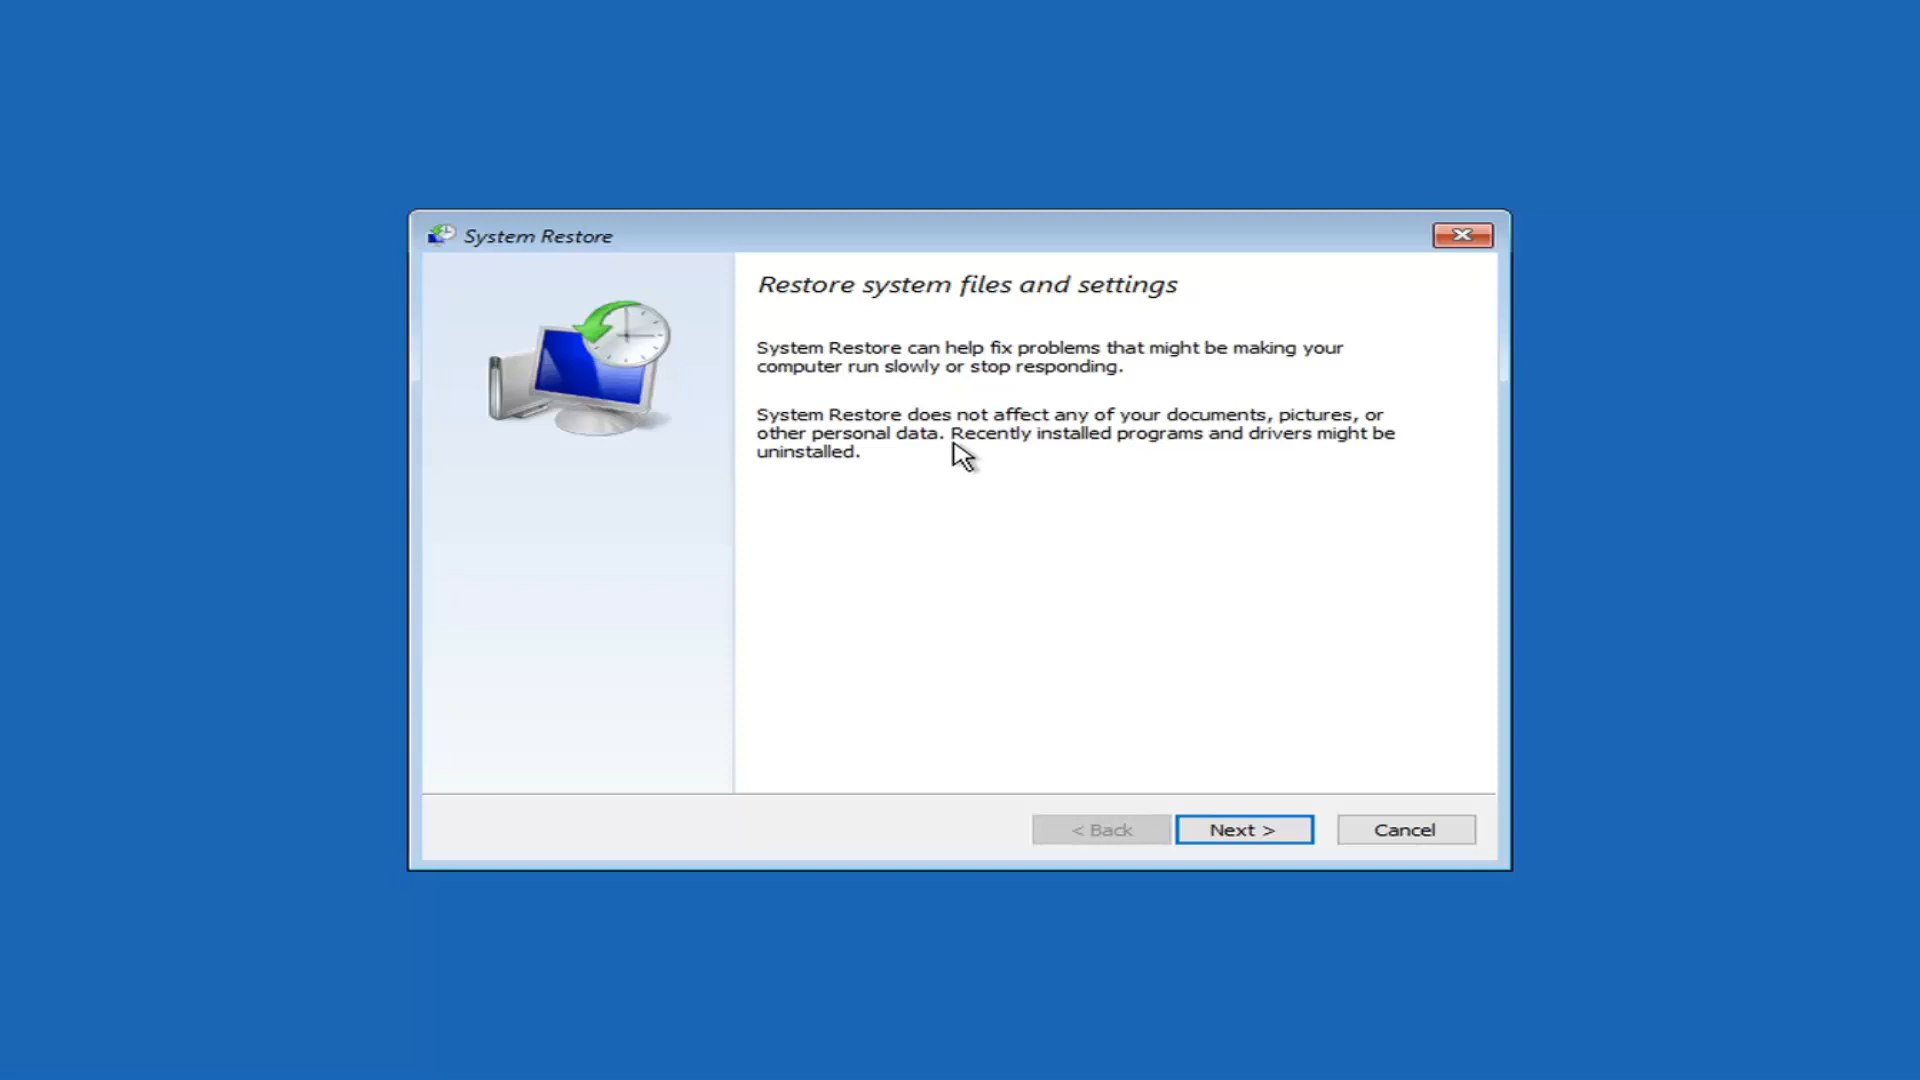 System Restore
Restore system files and settings
System Restore can help fix problems that might be making your
computer run slowly or stop responding.
System Restore does not affect any of your documents, pictures, or
other personal data. Recently installed programs and drivers might be
uninstalled.
< Back
Next >
Cancel